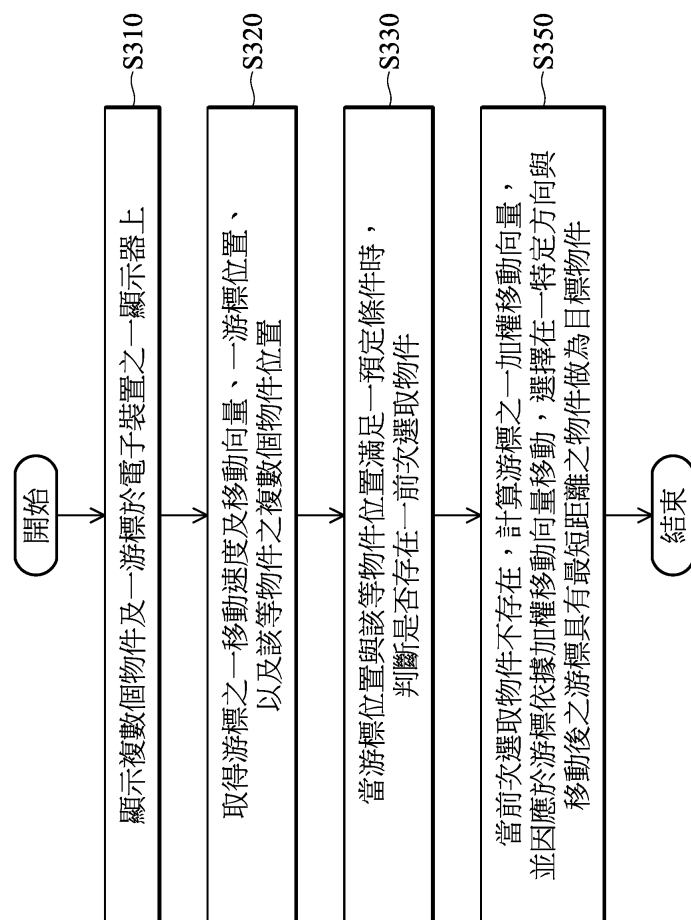 開始
顯示複數個物件及一游標於電子裝置之一顯示器上
S310
取得游標之一移動速度及移動向量、一游標位置、
以及該等物件之複數個物件位置
S320
當游標位置與該等物件位置滿足一預定條件時，
判斷是否存在一前次選取物件
S330
當前次選取物件不存在，計算游標之一加權移動向量，
並因應於游標依據加權移動向量移動，選擇在一特定方向與
移動後之游標具有最短距離之物件做為目標物件
S350
結束